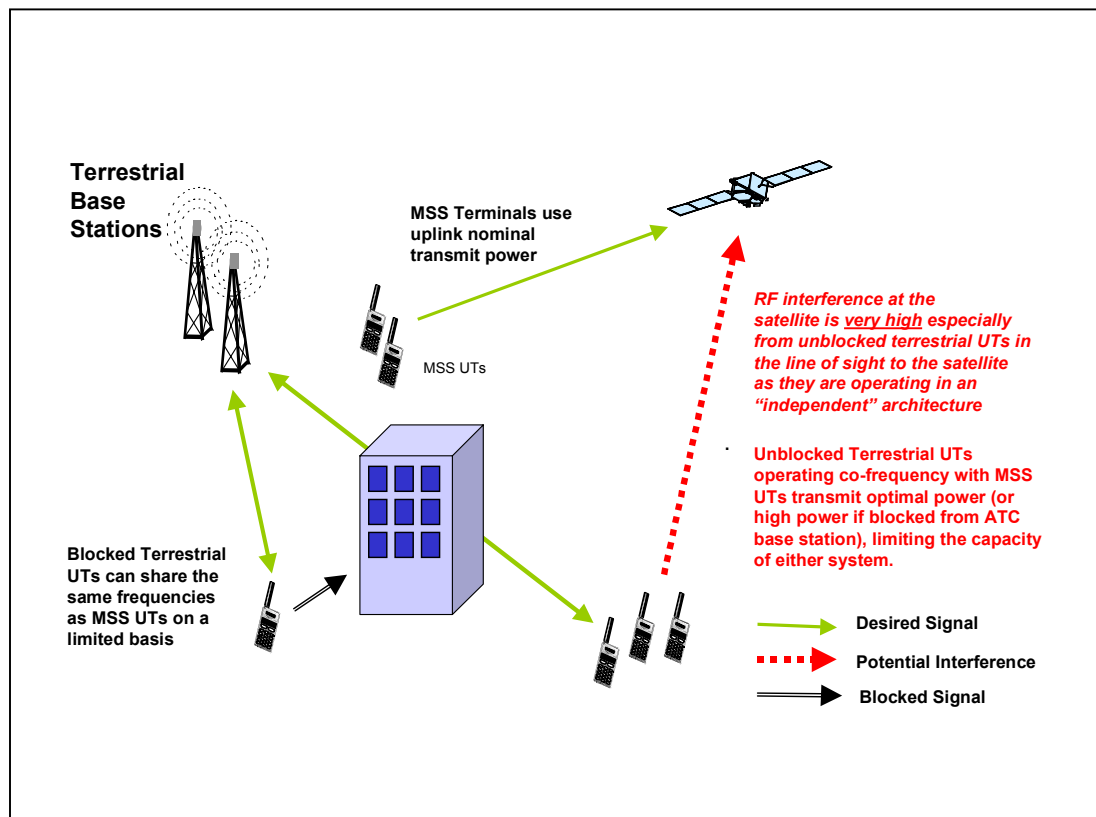 Terrestrial
Base
Stations
MSS Terminals use
uplink nominal
transmit power
MSS UTs
RF interference at the
satellite is very high especially
from unblocked terrestrial UTs in
the line of sight to the satellite
as they are operating in an
“independent” architecture
Unblocked Terrestrial UTs
operating co-frequency with MSS
UTs transmit optimal power (or
high power if blocked from ATC
base station), limiting the capacity
of either system.
Blocked Terrestrial
UTs can share the
same frequencies
as MSS UTs on a
limited basis
Desired Signal
Potential Interference
Blocked Signal